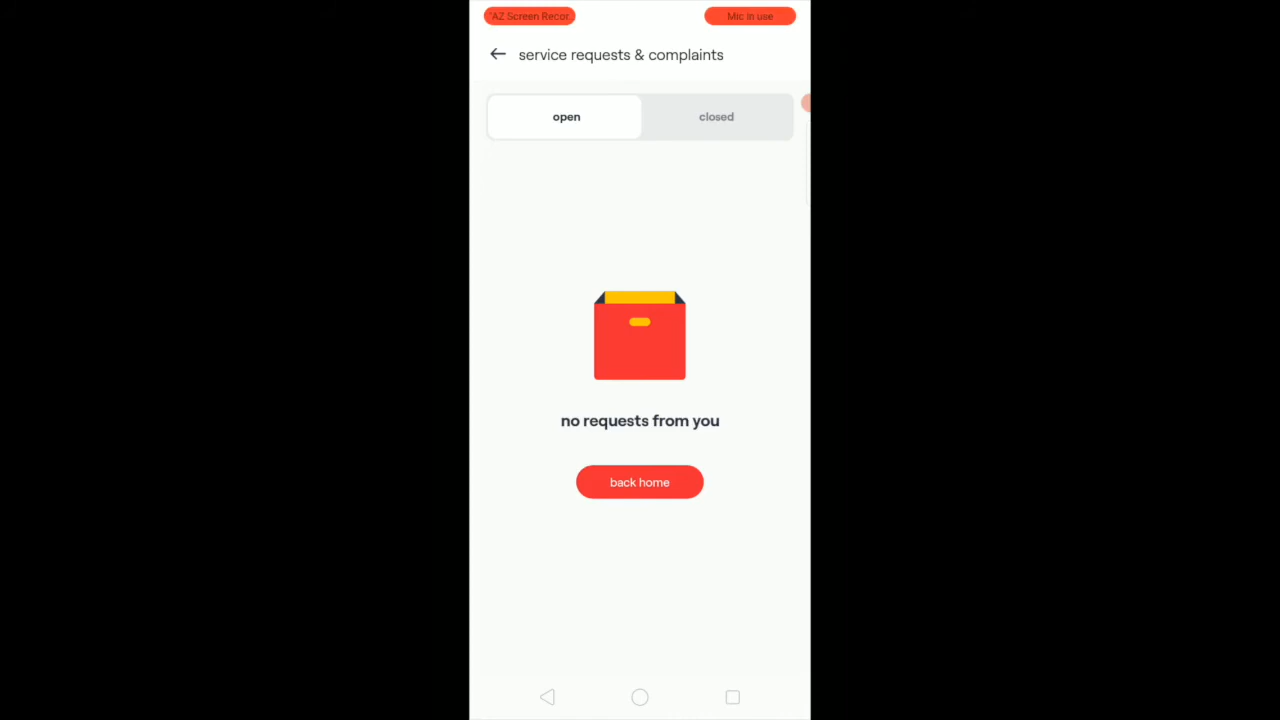 'AZ Screen Recor..
Mic in use
service requests & complaints
open
closed
no requests from you
back home